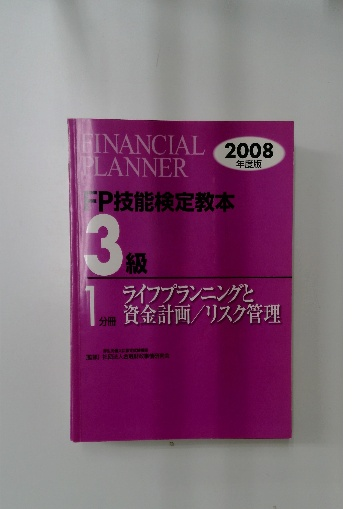 FINANCIAL
PLANNER
2008
年度版
FP技能検定教本
3級
1分冊
ライフプランニングと
資金計画／リスク管理